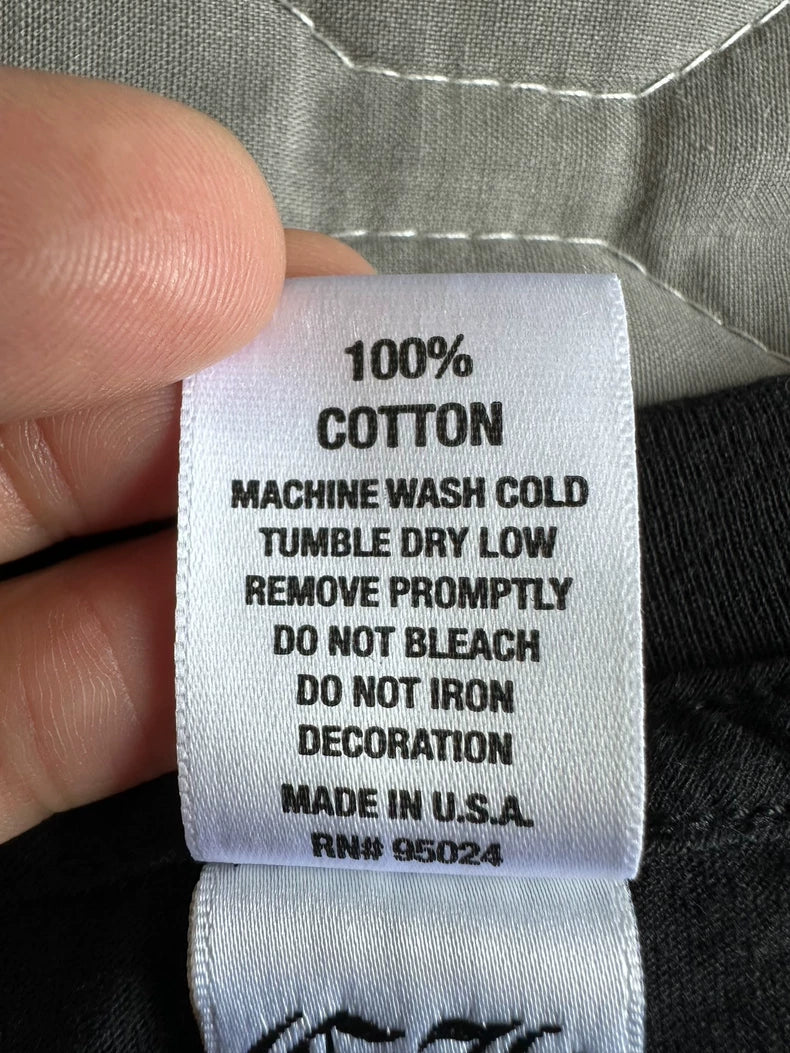 100%
COTTON
MACHINE WASH COLD
TUMBLE DRY LOW
REMOVE PROMPTLY
DO NOT BLEACH
DO NOT IRON
DECORATION
MADE IN U.S.A.
RN# 95024